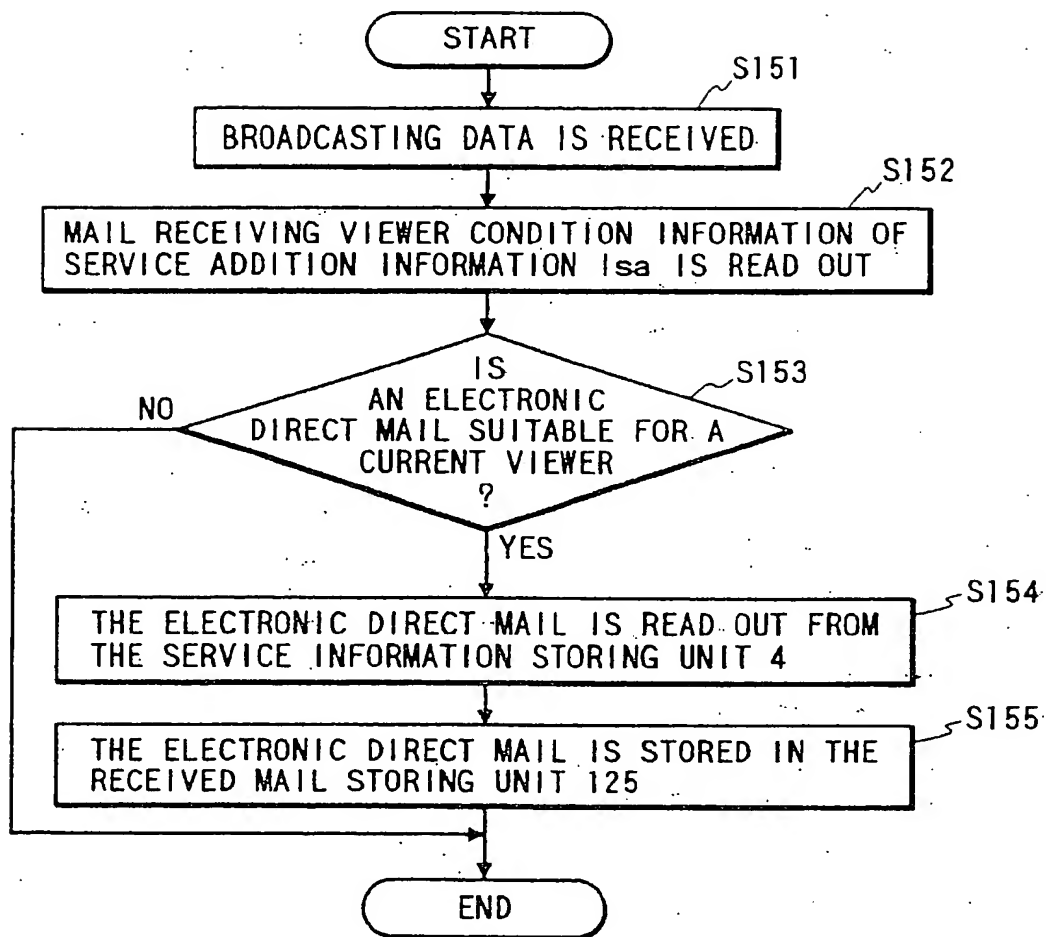 START
S151
BROADCASTING DATA IS RECEIVED
S152
MAIL RECEIVING VIEWER CONDITION INFORMATION OF
SERVICE ADDITION INFORMATION Isa IS READ OUT
S153
IS
AN ELECTRONIC
DIRECT MAIL SUITABLE FOR A
CURRENT VIEWER
?
NO
YES
S154
THE ELECTRONIC DIRECT MAIL IS READ OUT FROM
THE SERVICE INFORMATION STORING UNIT 4
S155
THE ELECTRONIC DIRECT MAIL IS STORED IN THE
RECEIVED MAIL STORING UNIT 125
END